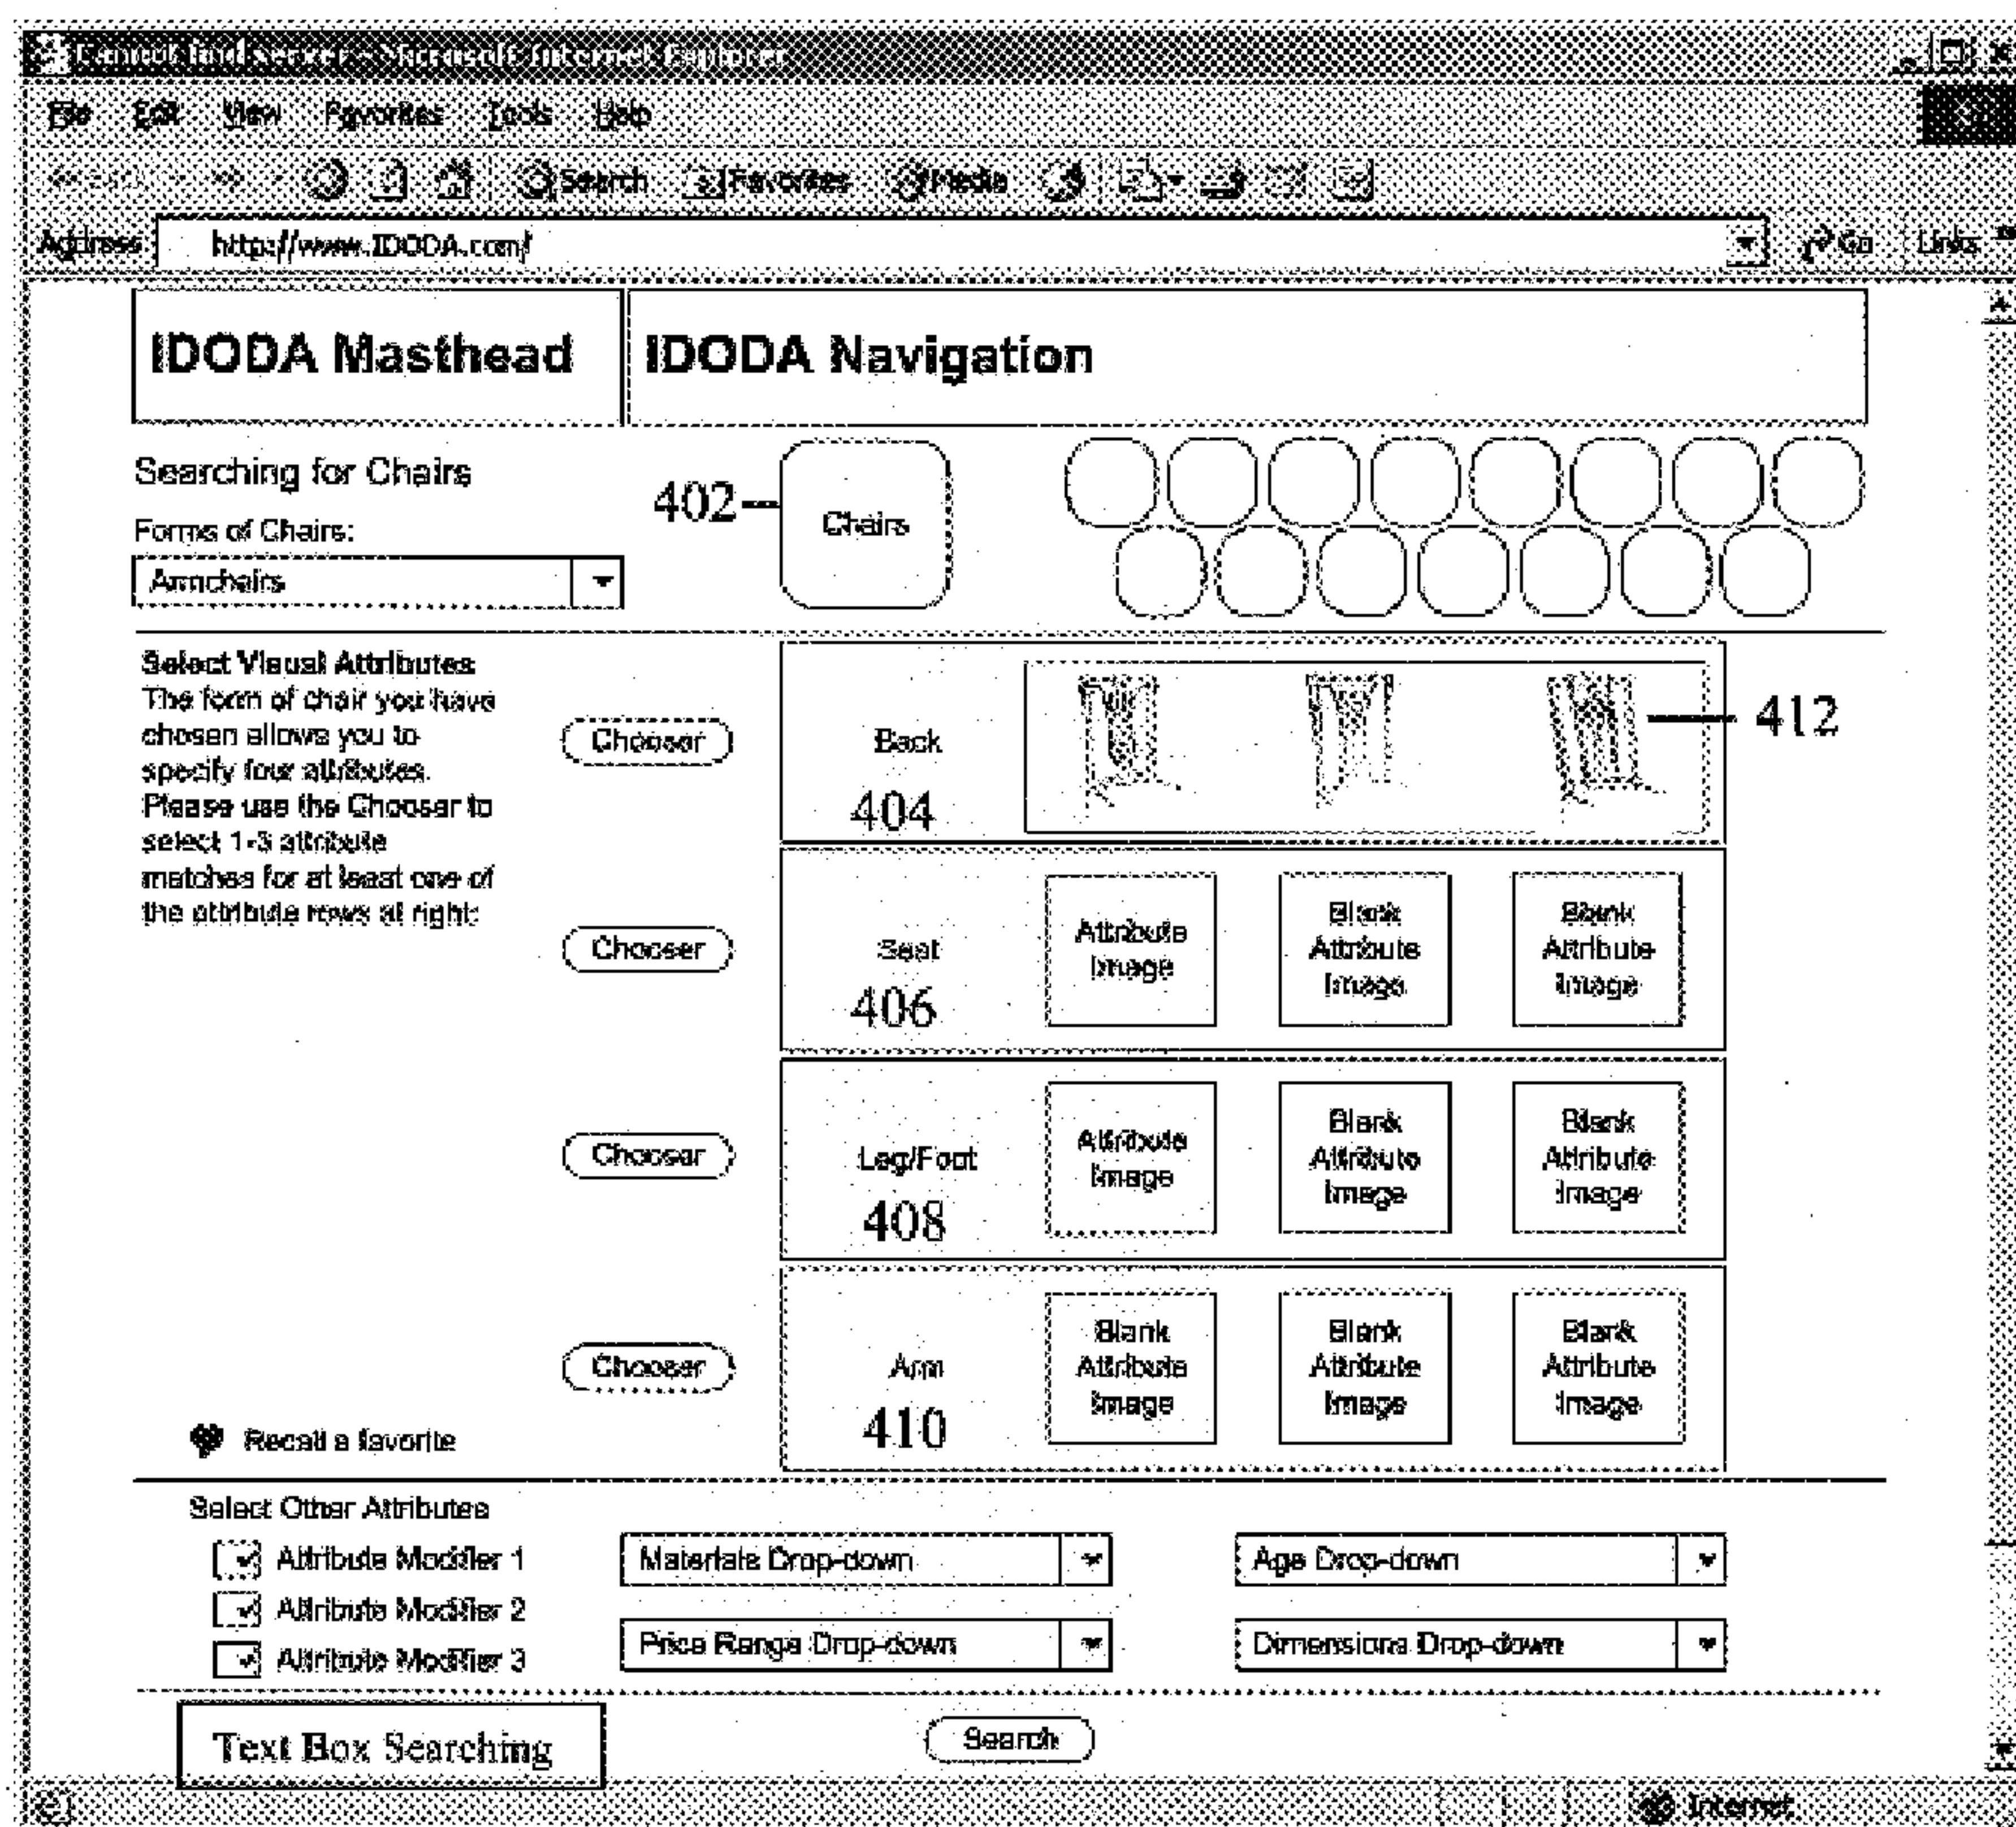 Cannot find server - Microsoft Internet Explorer
File Edit View Favorites Tools Help
Search Favorites Media
Address http://www.IDODA.com/ Go Links
IDODA Masthead IDODA Navigation
Searching for Chairs
402
Chairs
Forms of Chairs:
Armchairs
Select Visual Attributes
The form of chair you have
chosen allows you to
specify four attributes.
Please use the Chooser to
select 1-3 attribute
matches for at least one of
the attribute rows at right:
Chooser
Back
404
412
Chooser
Seat
406
Attribute
Image
Blank
Attribute
Image
Blank
Attribute
Image
Chooser
Leg/Foot
408
Attribute
Image
Blank
Attribute
Image
Blank
Attribute
Image
Chooser
Arm
410
Blank
Attribute
Image
Blank
Attribute
Image
Blank
Attribute
Image
Recall a favorite
Select Other Attributes
Attribute Modifier 1
Attribute Modifier 2
Attribute Modifier 3
Materials Drop-down
Age Drop-down
Price Range Drop-down
Dimensions Drop-down
Text Box Searching
Search
Internet